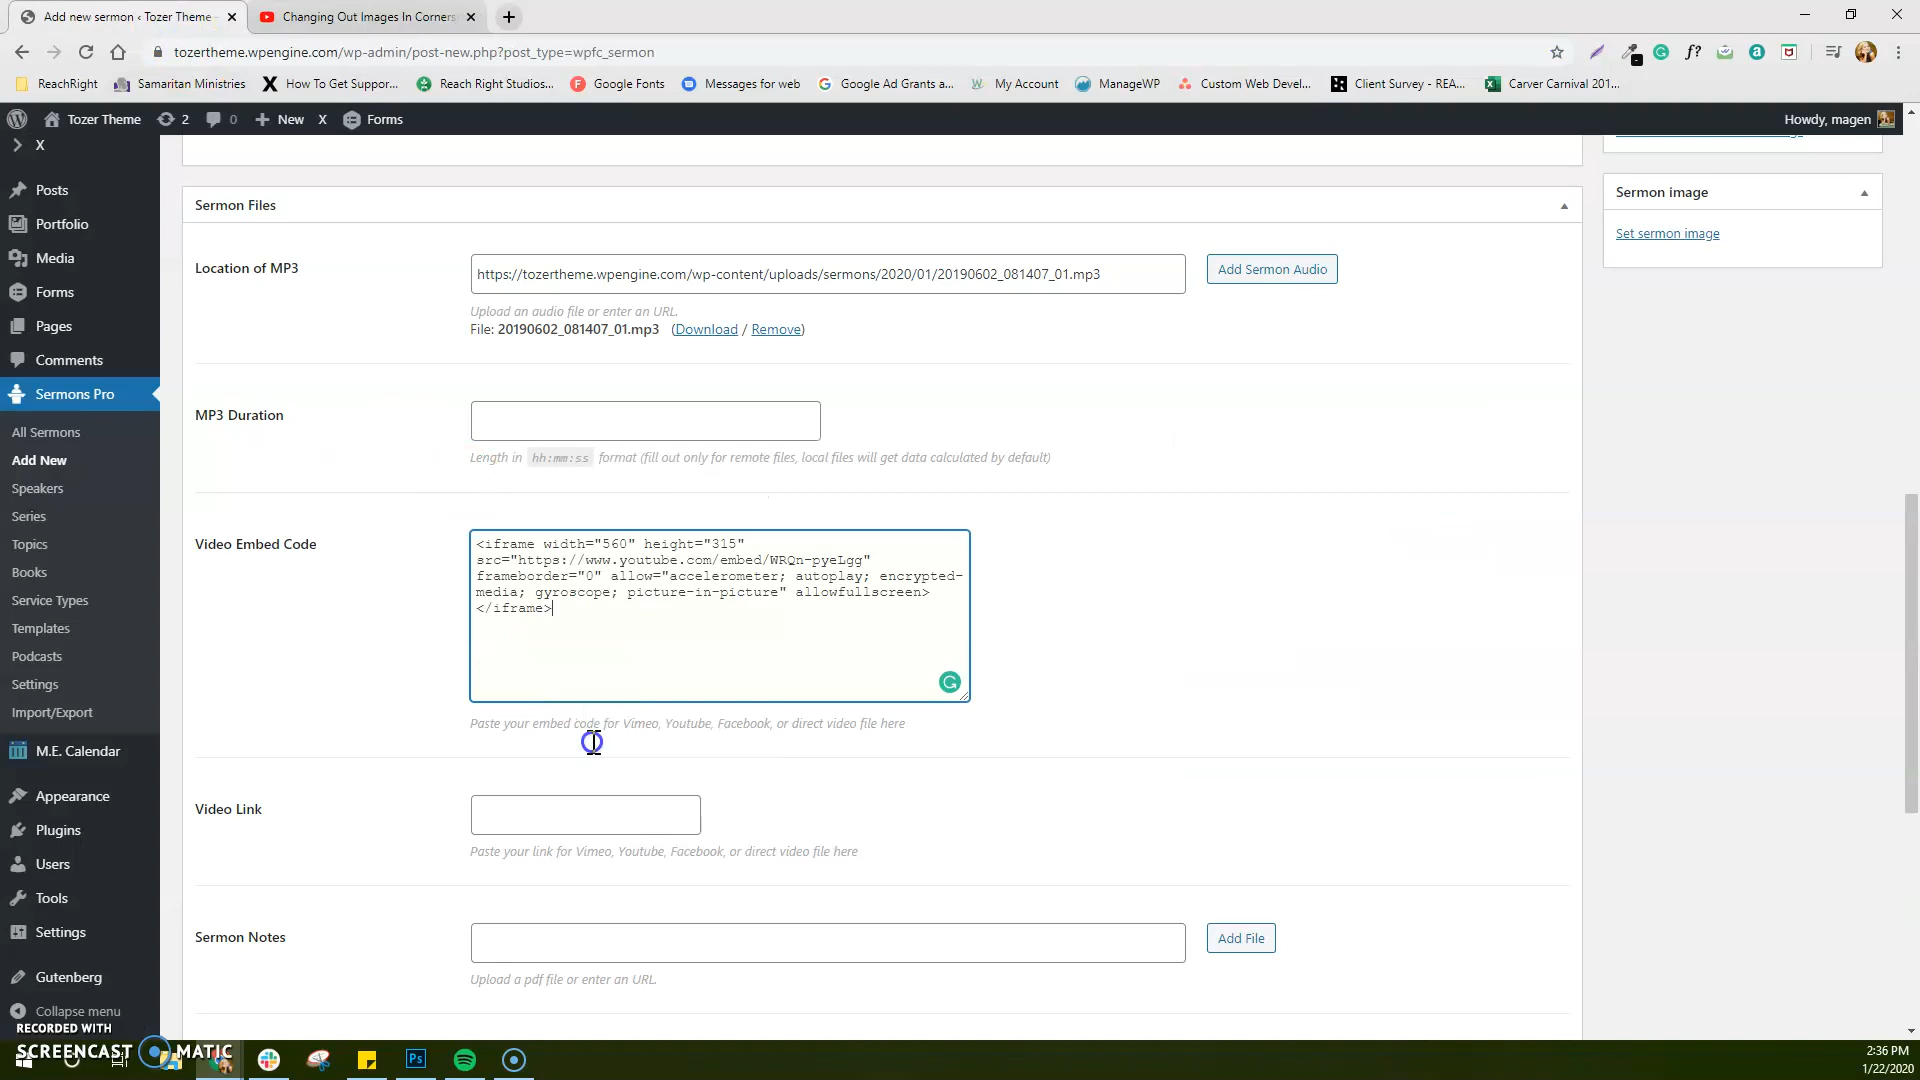 Add new sermon ‹ Tozer Theme
Changing Out Images In Corners
tozertheme.wpengine.com/wp-admin/post-new.php?post_type=wpfc_sermon
ReachRight
Samaritan Ministries
How To Get Suppor...
Reach Right Studios...
Google Fonts
Messages for web
Google Ad Grants a...
My Account
ManageWP
Custom Web Devel...
Client Survey - REA...
Carver Carnival 201...
Tozer Theme
2
0
New
X
Forms
Howdy, magen
X
Posts
Portfolio
Media
Forms
Pages
Comments
Sermons Pro
All Sermons
Add New
Speakers
Series
Topics
Books
Service Types
Templates
Podcasts
Settings
Import/Export
M.E. Calendar
Appearance
Plugins
Users
Tools
Settings
Gutenberg
Collapse menu
Sermon Files
Location of MP3
https://tozertheme.wpengine.com/wp-content/uploads/sermons/2020/01/20190602_081407_01.mp3
Add Sermon Audio
Upload an audio file or enter an URL.
File: 20190602_081407_01.mp3 (Download / Remove)
MP3 Duration
Length in hh:mm:ss format (fill out only for remote files, local files will get data calculated by default)
Video Embed Code
<iframe width="560" height="315"
src="https://www.youtube.com/embed/WRQn-pyeLgg"
frameborder="0" allow="accelerometer; autoplay; encrypted-
media; gyroscope; picture-in-picture" allowfullscreen>
</iframe>
Paste your embed code for Vimeo, Youtube, Facebook, or direct video file here
Video Link
Paste your link for Vimeo, Youtube, Facebook, or direct video file here
Sermon Notes
Add File
Upload a pdf file or enter an URL.
Sermon image
Set sermon image
RECORDED WITH
SCREENCAST MATIC
Ps
2:36 PM
1/22/2020